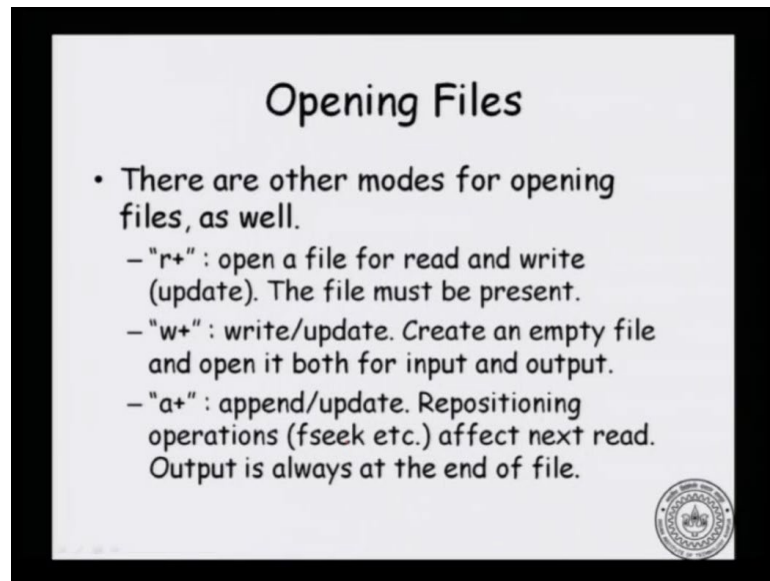 Opening Files
• There are other modes for opening
files, as well.
– "r+" : open a file for read and write
(update). The file must be present.
– "w+" : write/update. Create an empty file
and open it both for input and output.
– "a+" : append/update. Repositioning
operations (fseek etc.) affect next read.
Output is always at the end of file.